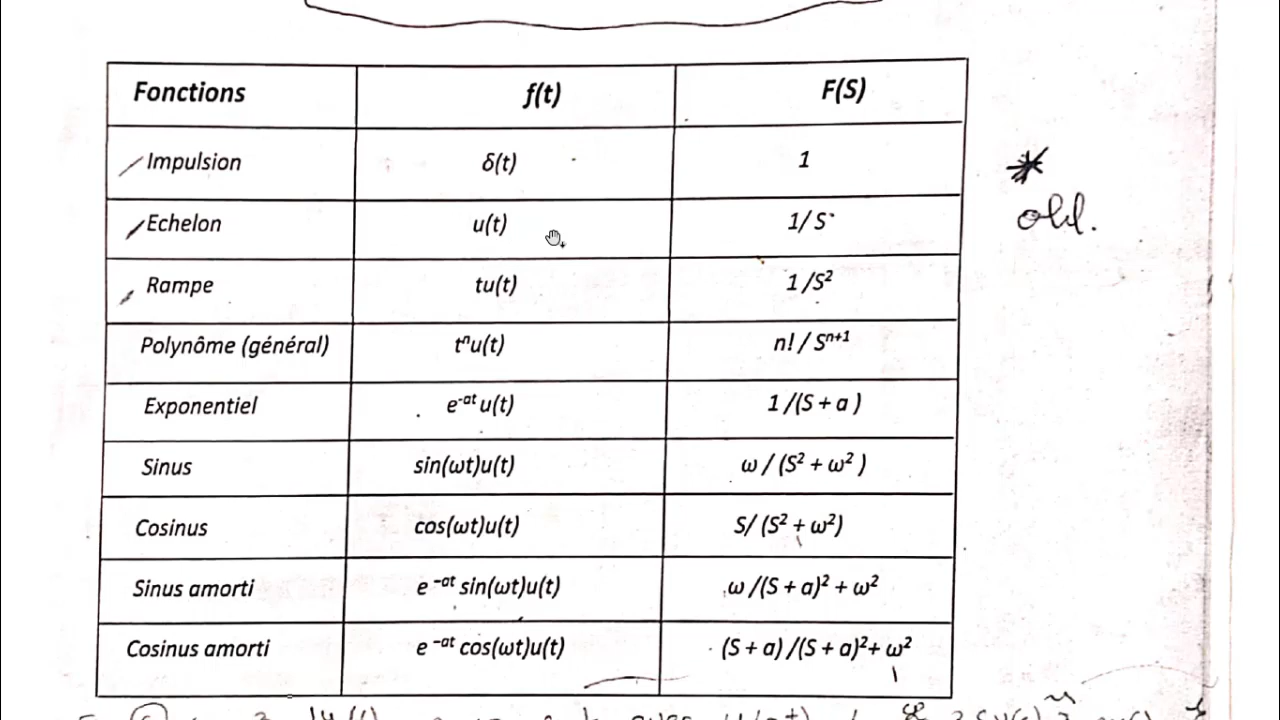 Fonctions f(t) F(S)
Impulsion δ(t) 1
Echelon u(t) 1/S
Rampe tu(t) 1/S²
Polynôme (général) tⁿu(t) n!/Sⁿ⁺¹
Exponentiel e⁻ᵃᵗ u(t) 1/(S + a)
Sinus sin(ωt)u(t) ω/(S² + ω²)
Cosinus cos(ωt)u(t) S/(S² + ω²)
Sinus amorti e⁻ᵃᵗ sin(ωt)u(t) ω/(S + a)² + ω²
Cosinus amorti e⁻ᵃᵗ cos(ωt)u(t) (S + a)/(S + a)² + ω²